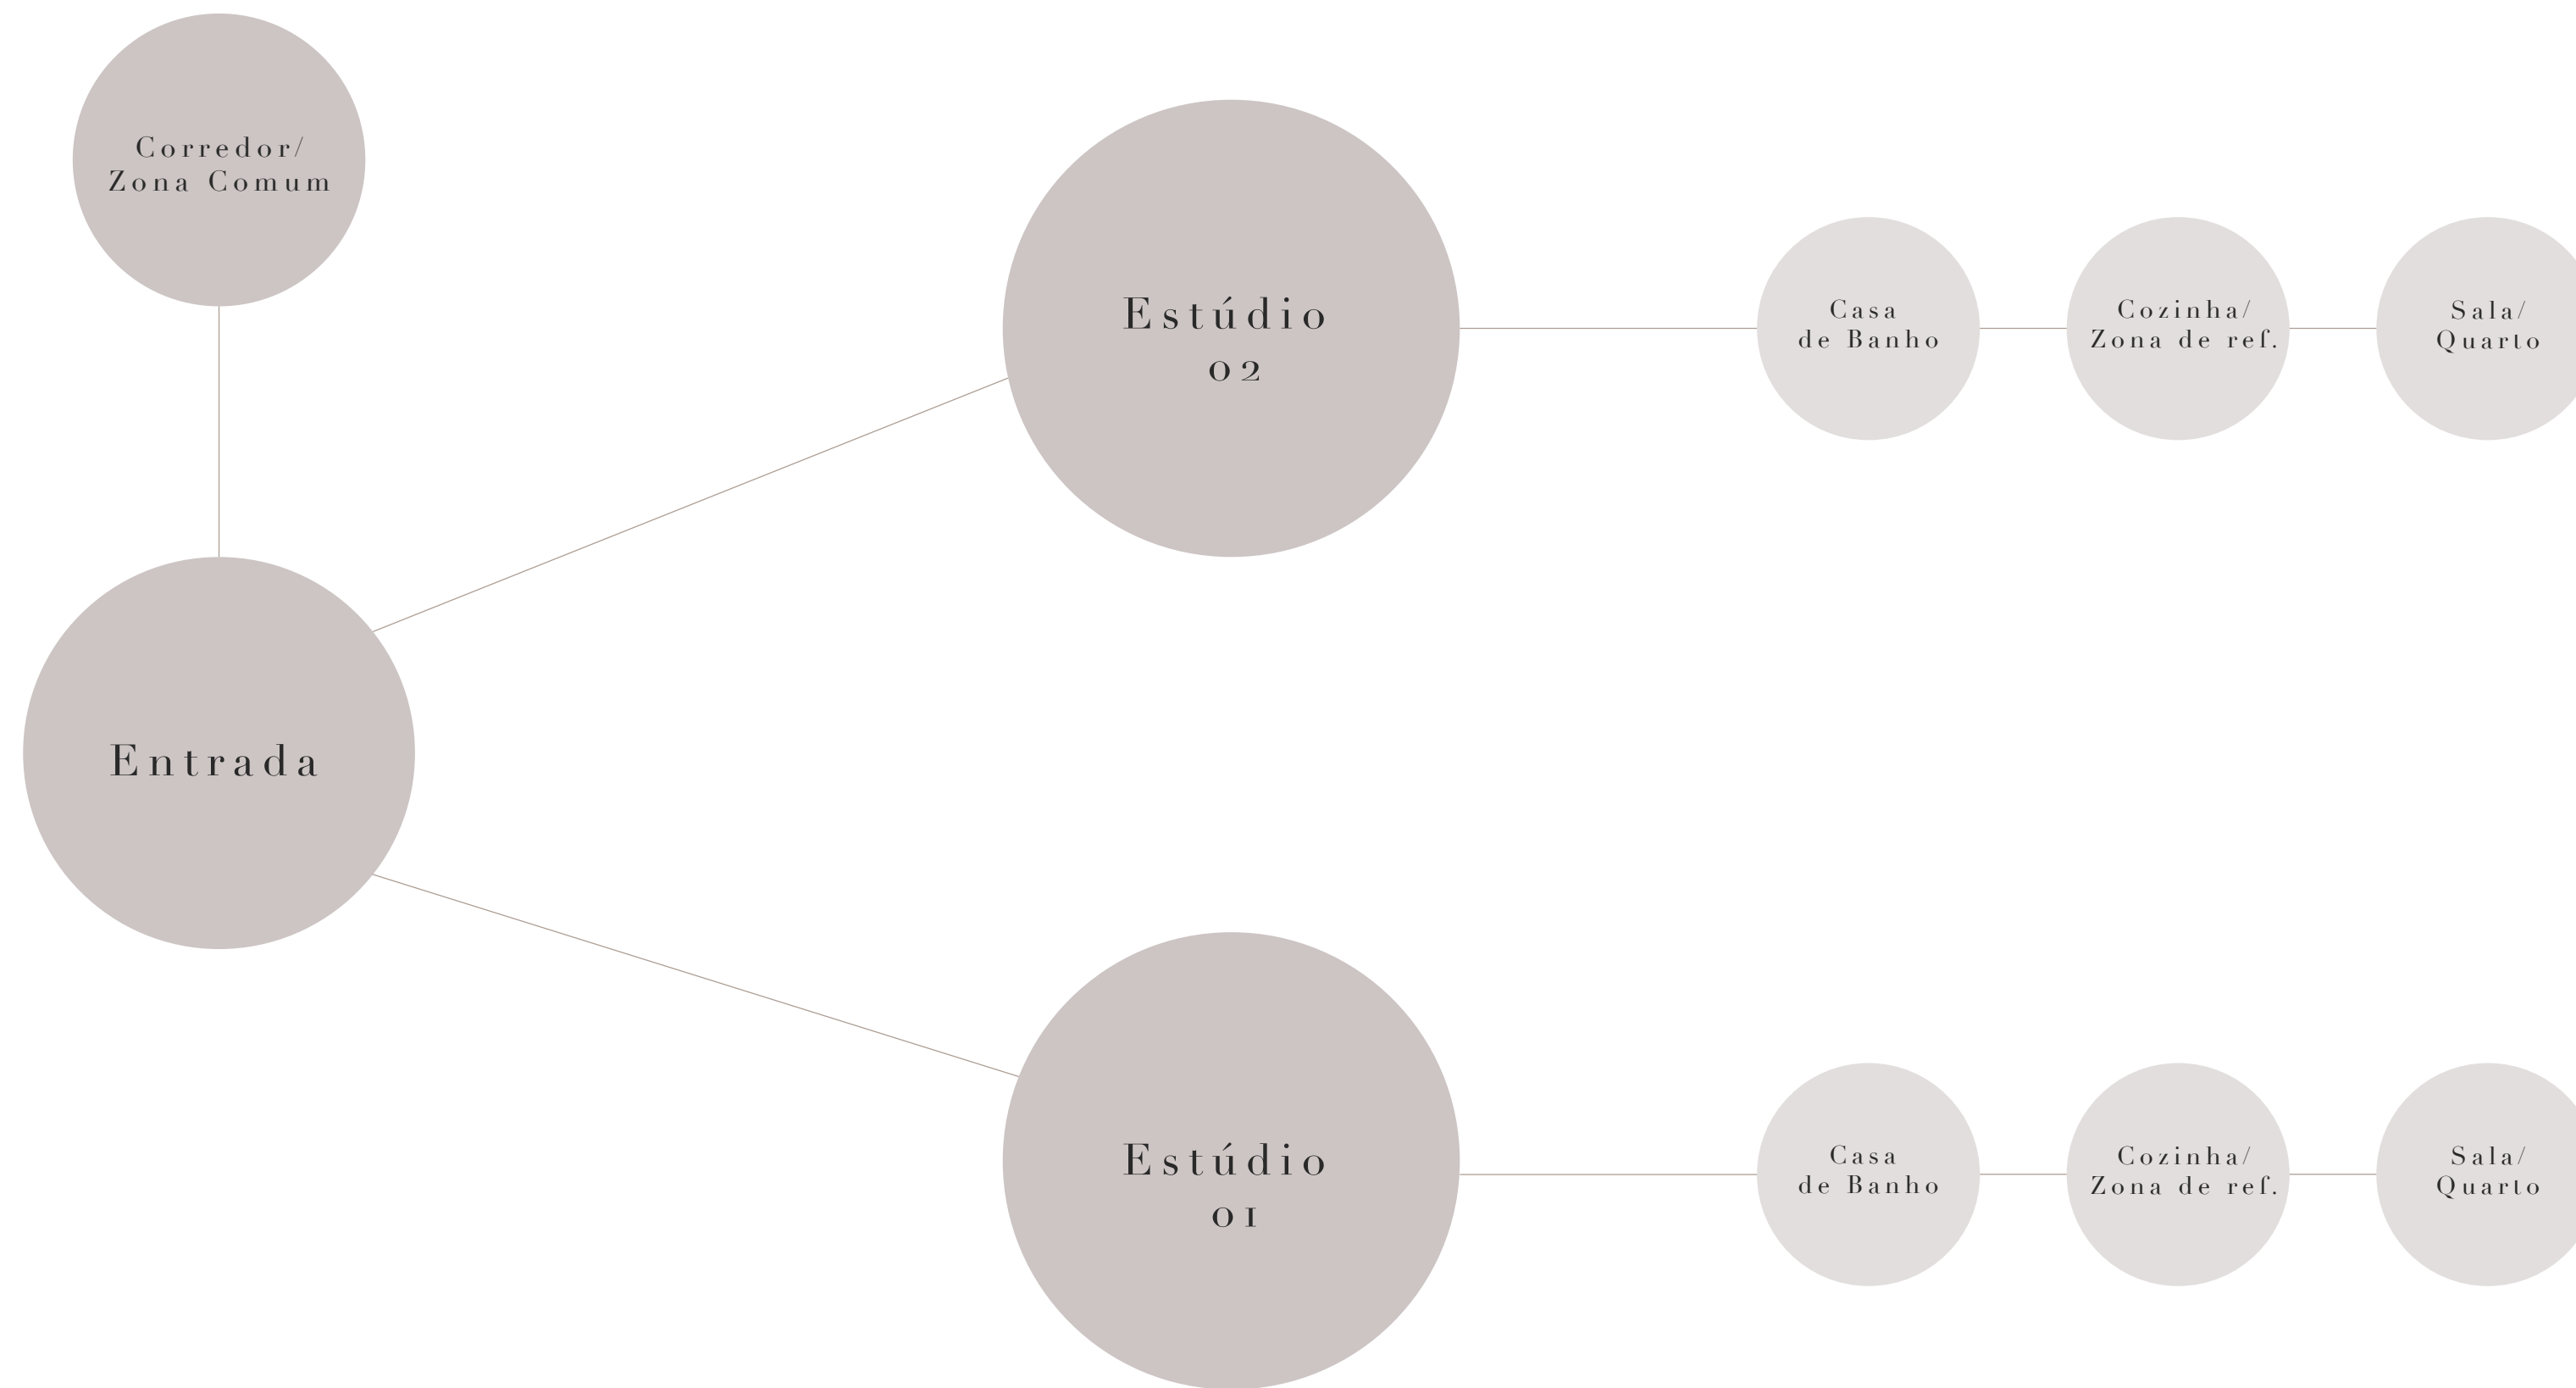 Corredor/
Zona Comum
Estúdio
02
Casa
de Banho
Cozinha/
Zona de ref.
Sala/
Quarto
Entrada
Estúdio
01
Casa
de Banho
Cozinha/
Zona de ref.
Sala/
Quarto